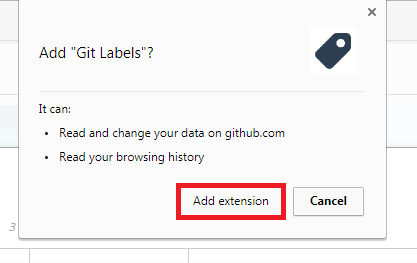 Add "Git Labels"?
It can:
• Read and change your data on github.com
• Read your browsing history
Add extension
Cancel
3